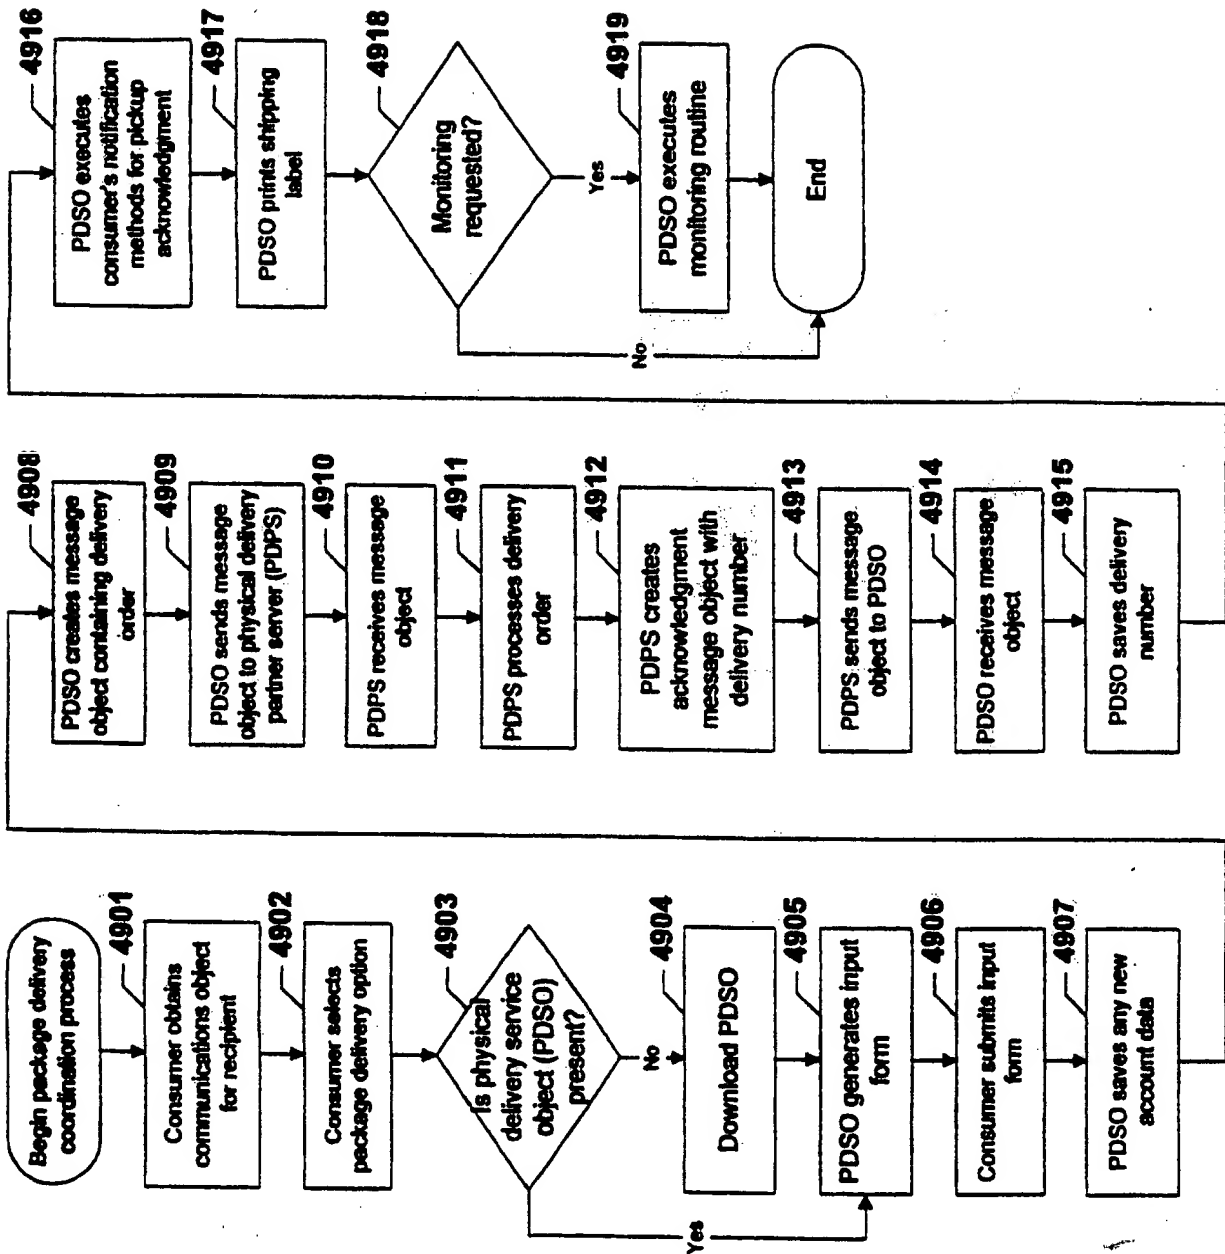 Begin package delivery
coordination process
4901
Consumer obtains
communications object
for recipient
4902
Consumer selects
package delivery option
4903
Is physical
delivery service
object (PDSO)
present?
Yes
No
4904
Download PDSO
4905
PDSO generates input
form
4906
Consumer submits input
form
4907
PDSO saves any new
account data
4908
PDSO creates message
object containing delivery
order
4909
PDSO sends message
object to physical delivery
partner server (PDPS)
4910
PDPS receives message
object
4911
PDPS processes delivery
order
4912
PDPS creates
acknowledgment
message object with
delivery number
4913
PDPS sends message
object to PDSO
4914
PDSO receives message
object
4915
PDSO saves delivery
number
4916
PDSO executes
consumer's notification
methods for pickup
acknowledgment
4917
PDSO prints shipping
label
4918
Monitoring
requested?
No
Yes
4919
PDSO executes
monitoring routine
End